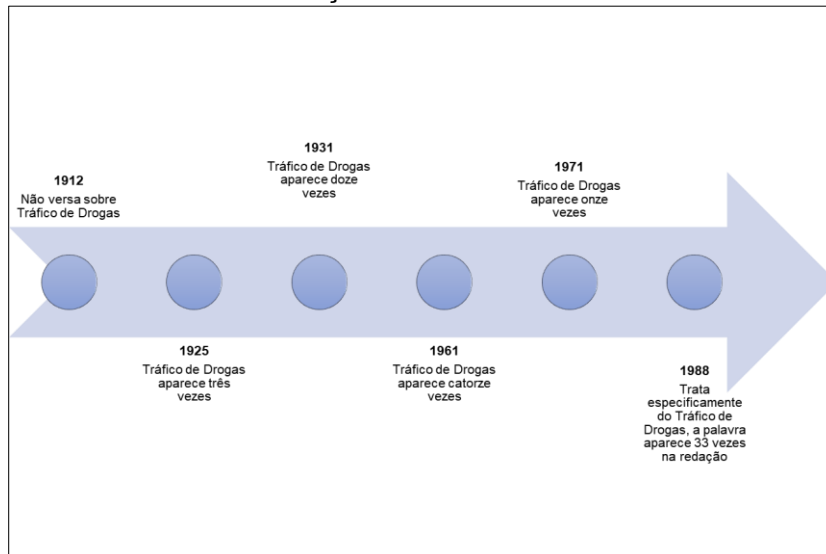 1912
Não versa sobre
Tráfico de Drogas
1925
Tráfico de Drogas
aparece três
vezes
1931
Tráfico de Drogas
aparece doze
vezes
1961
Tráfico de Drogas
aparece catorze
vezes
1971
Tráfico de Drogas
aparece onze
vezes
1988
Trata
especificamente
do Tráfico de
Drogas, a palavra
aparece 33 vezes
na redação